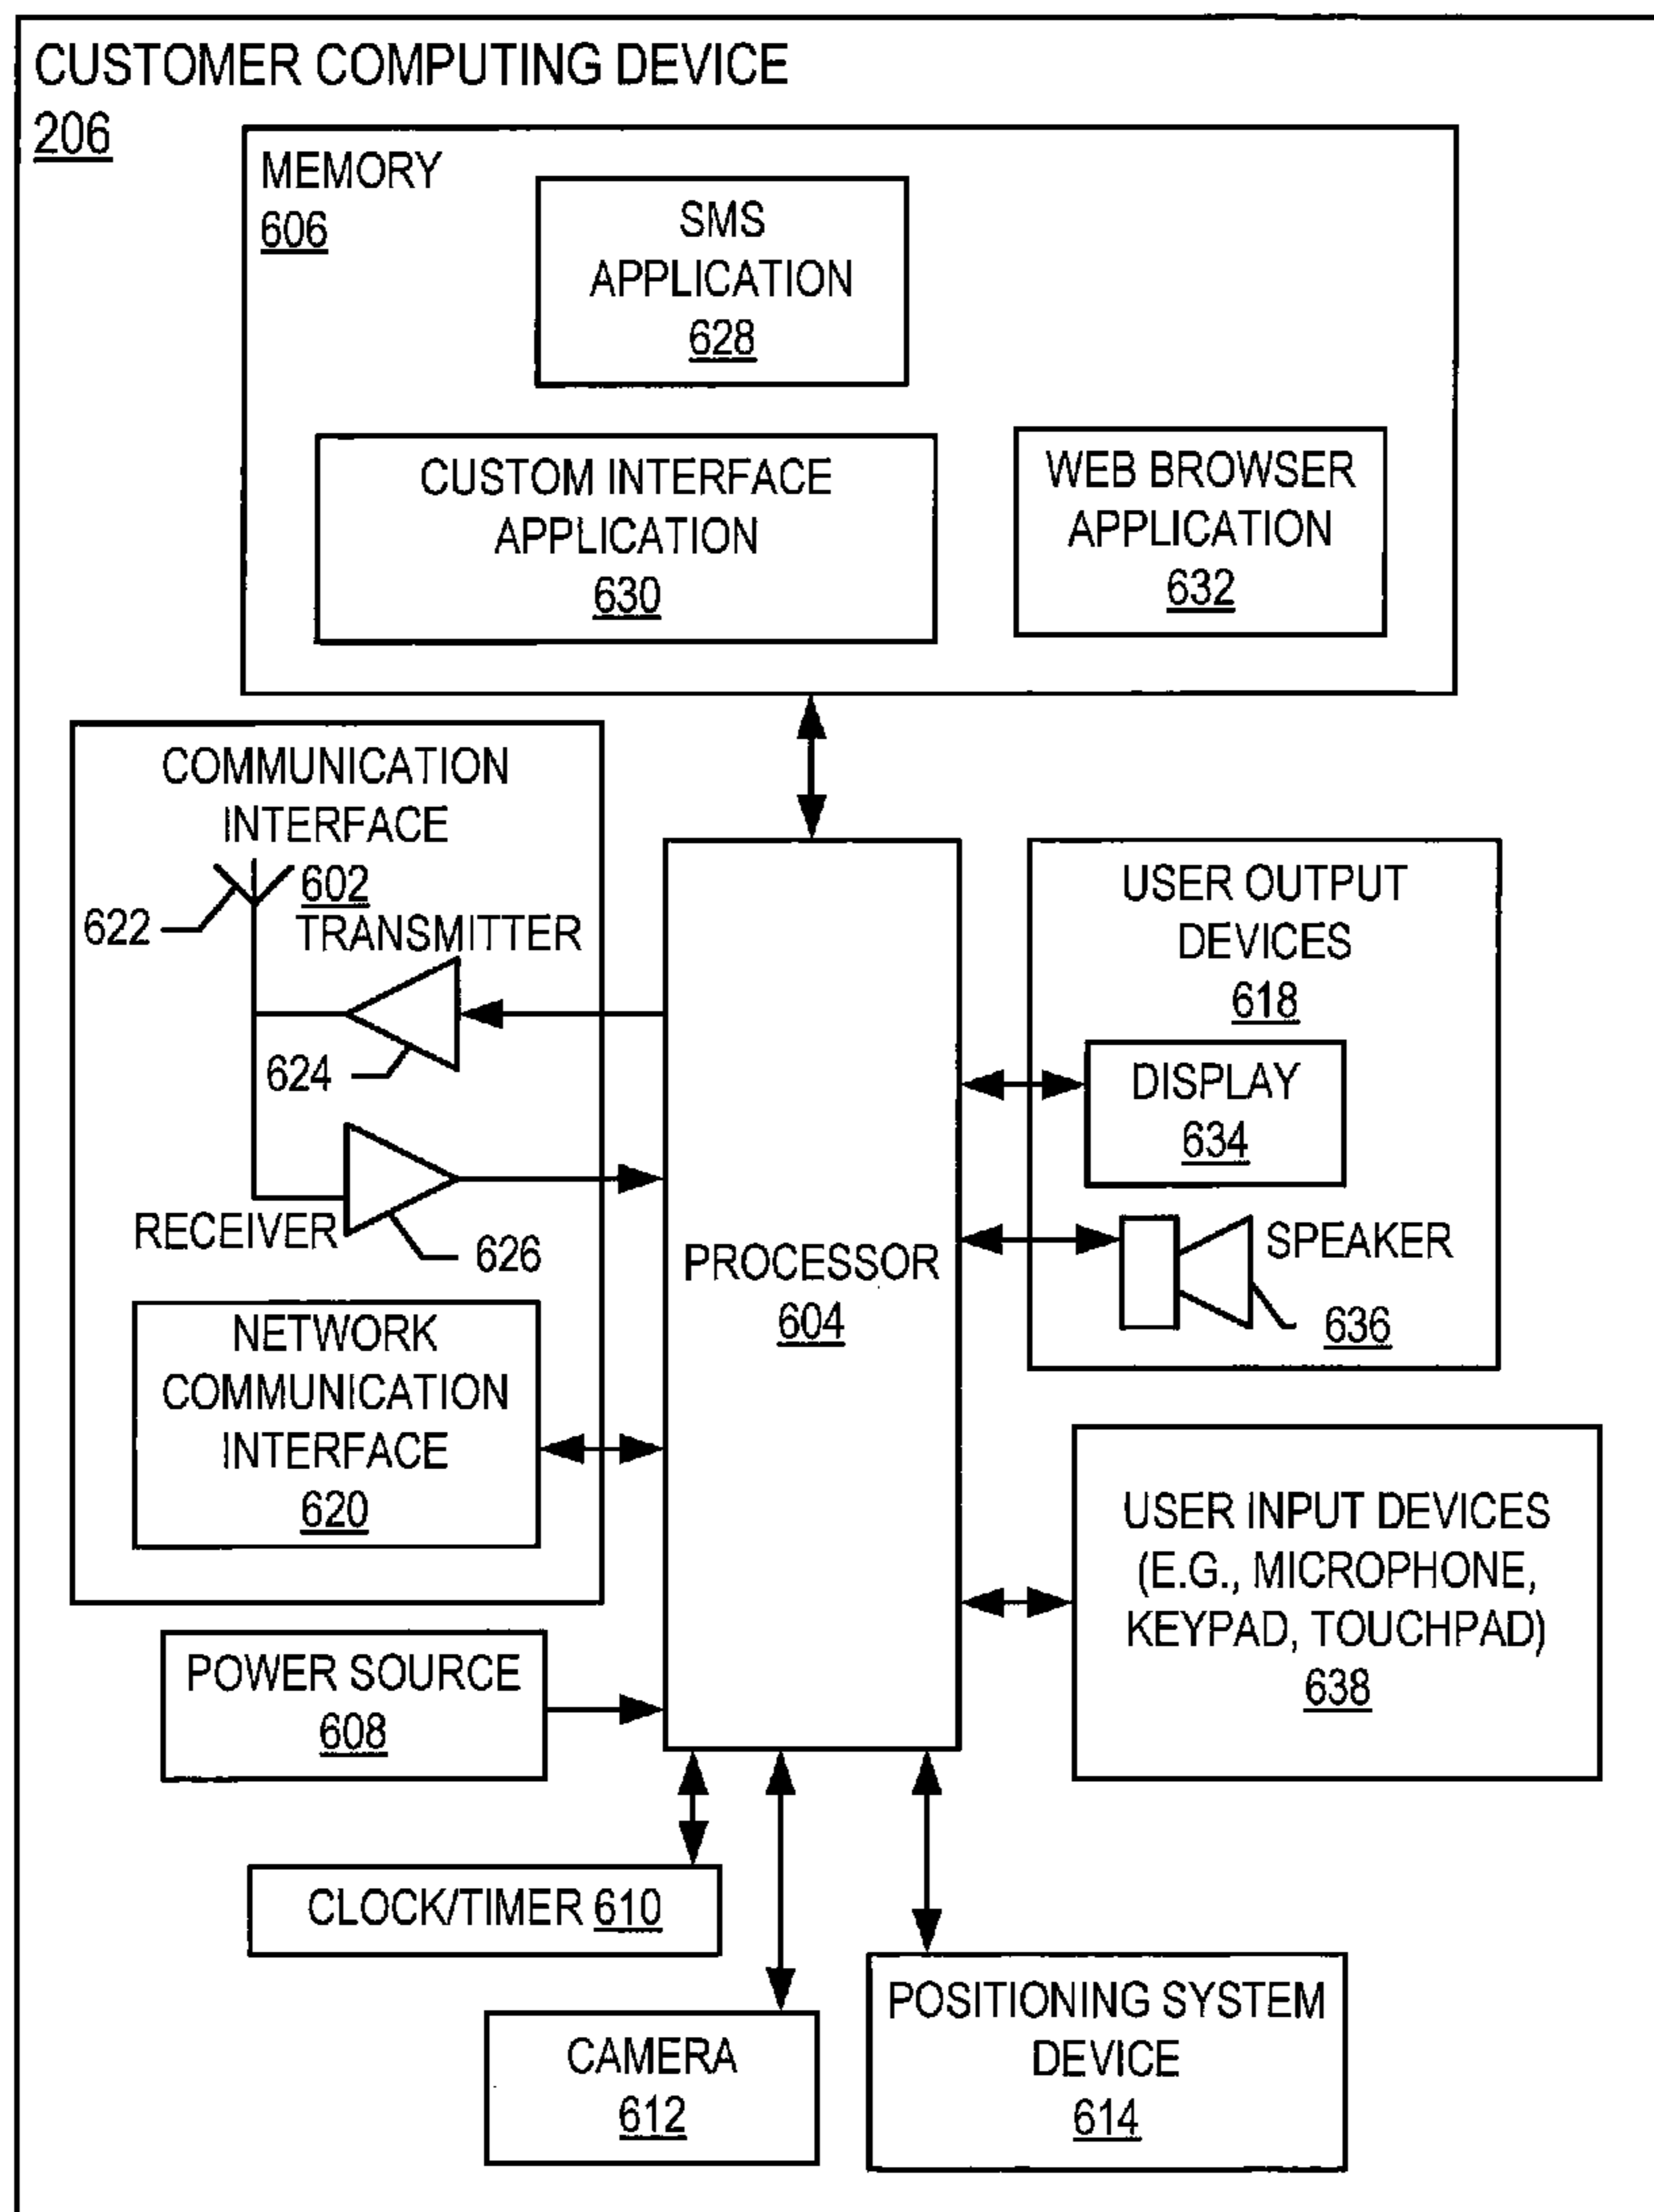 CUSTOMER COMPUTING DEVICE
206
MEMORY
606
SMS
APPLICATION
628
CUSTOM INTERFACE
APPLICATION
630
WEB BROWSER
APPLICATION
632
COMMUNICATION
INTERFACE
602
622
TRANSMITTER
624
RECEIVER
626
NETWORK
COMMUNICATION
INTERFACE
620
PROCESSOR
604
USER OUTPUT
DEVICES
618
DISPLAY
634
SPEAKER
636
USER INPUT DEVICES
(E.G., MICROPHONE,
KEYPAD, TOUCHPAD)
638
POWER SOURCE
608
CLOCK/TIMER 610
CAMERA
612
POSITIONING SYSTEM
DEVICE
614